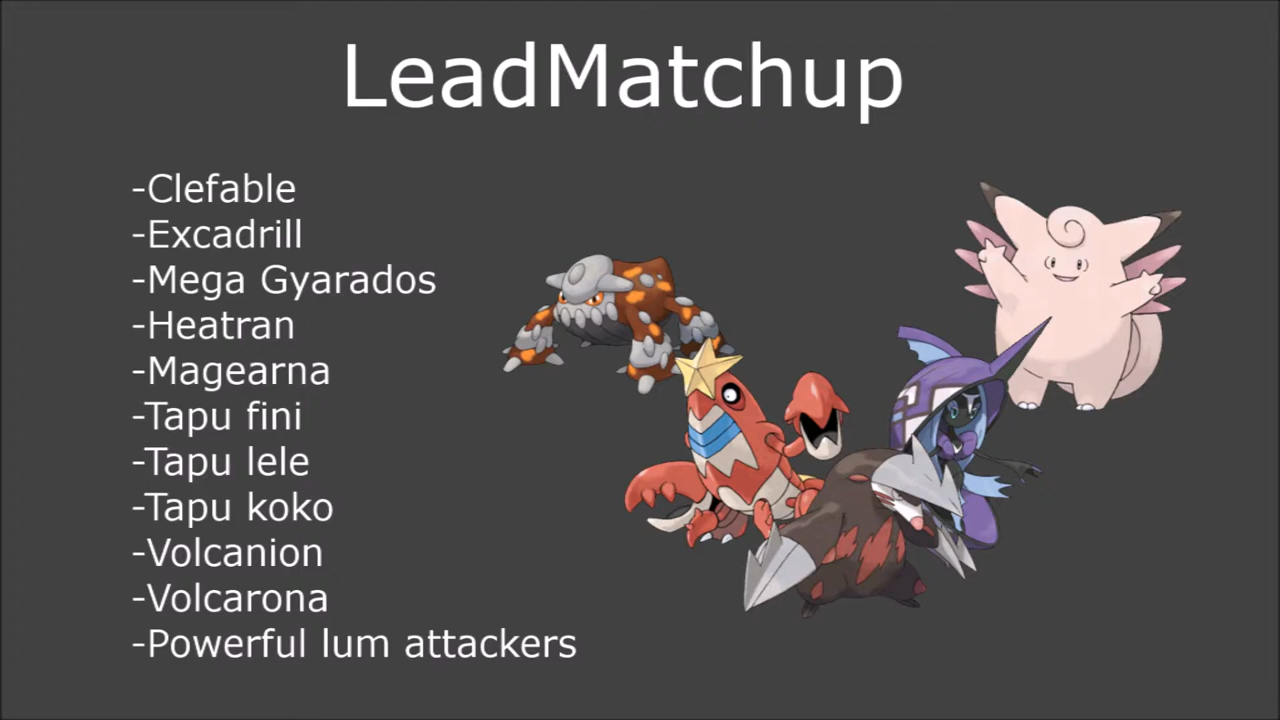 LeadMatchup
-Clefable
-Excadrill
-Mega Gyarados
-Heatran
-Magearna
-Tapu fini
-Tapu lele
-Tapu koko
-Volcanion
-Volcarona
-Powerful lum attackers